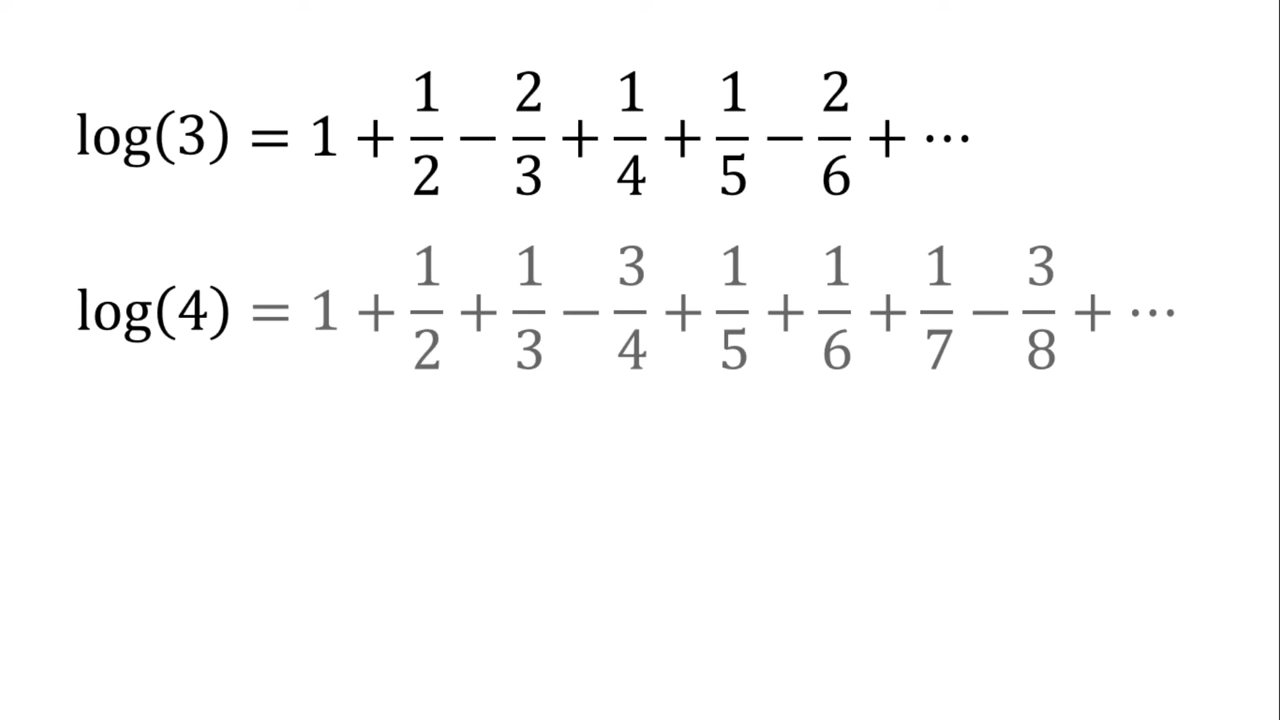 log(3) = 1 + 1/2 − 2/3 + 1/4 + 1/5 − 2/6 + ⋯
log(4) = 1 + 1/2 + 1/3 − 3/4 + 1/5 + 1/6 + 1/7 − 3/8 + ⋯